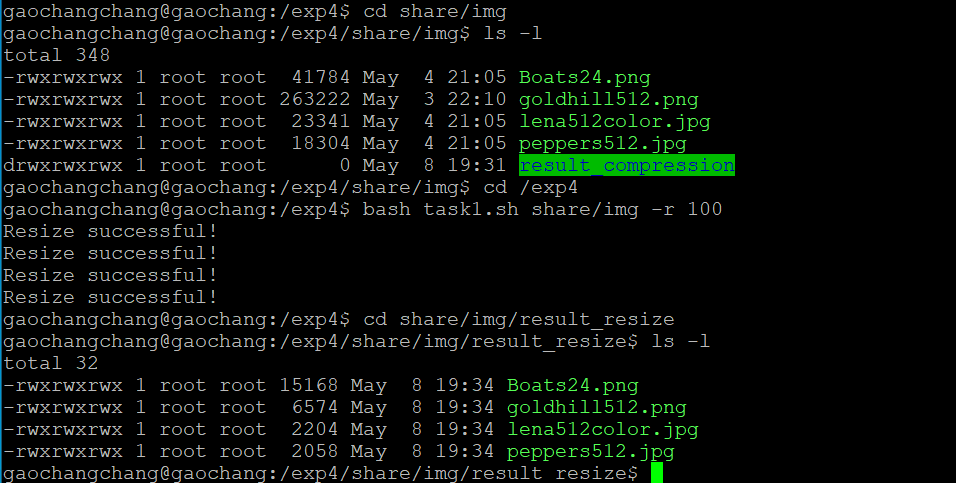 gaochangchang@gaochang:/exp4$ cd share/img
gaochangchang@gaochang:/exp4/share/img$ ls -l
total 348
-rwxrwxrwx 1 root root  41784 May  4 21:05 Boats24.png
-rwxrwxrwx 1 root root 263222 May  3 22:10 goldhill512.png
-rwxrwxrwx 1 root root  23341 May  4 21:05 lena512color.jpg
-rwxrwxrwx 1 root root  18304 May  4 21:05 peppers512.jpg
drwxrwxrwx 1 root root      0 May  8 19:31 result_compression
gaochangchang@gaochang:/exp4/share/img$ cd /exp4
gaochangchang@gaochang:/exp4$ bash task1.sh share/img -r 100
Resize successful!
Resize successful!
Resize successful!
Resize successful!
gaochangchang@gaochang:/exp4$ cd share/img/result_resize
gaochangchang@gaochang:/exp4/share/img/result_resize$ ls -l
total 32
-rwxrwxrwx 1 root root 15168 May  8 19:34 Boats24.png
-rwxrwxrwx 1 root root  6574 May  8 19:34 goldhill512.png
-rwxrwxrwx 1 root root  2204 May  8 19:34 lena512color.jpg
-rwxrwxrwx 1 root root  2058 May  8 19:34 peppers512.jpg
gaochangchang@gaochang:/exp4/share/img/result_resize$